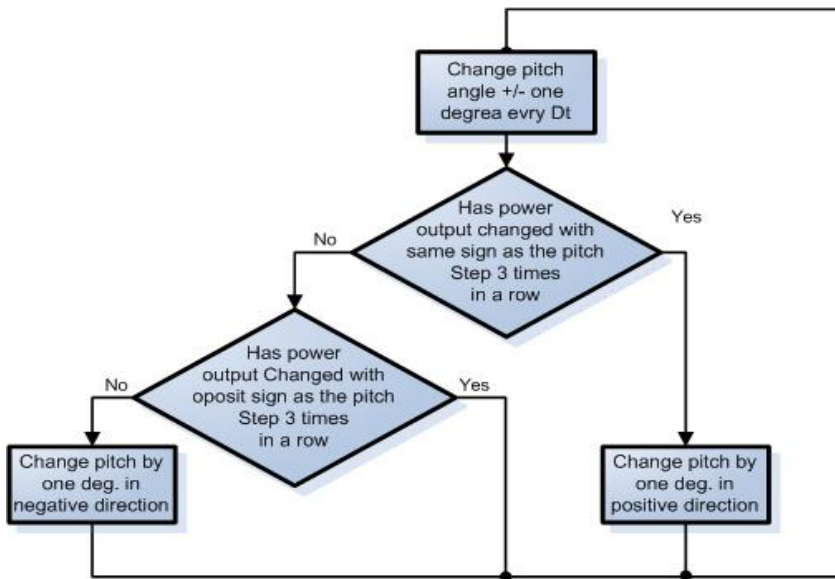 Change pitch
angle +/- one
degrea evry Dt
Has power
output changed with
same sign as the pitch
Step 3 times
in a row
Yes
No
Has power
output Changed with
oposit sign as the pitch
Step 3 times
in a row
No
Yes
Change pitch by
one deg. in
negative direction
Change pitch by
one deg. in
positive direction